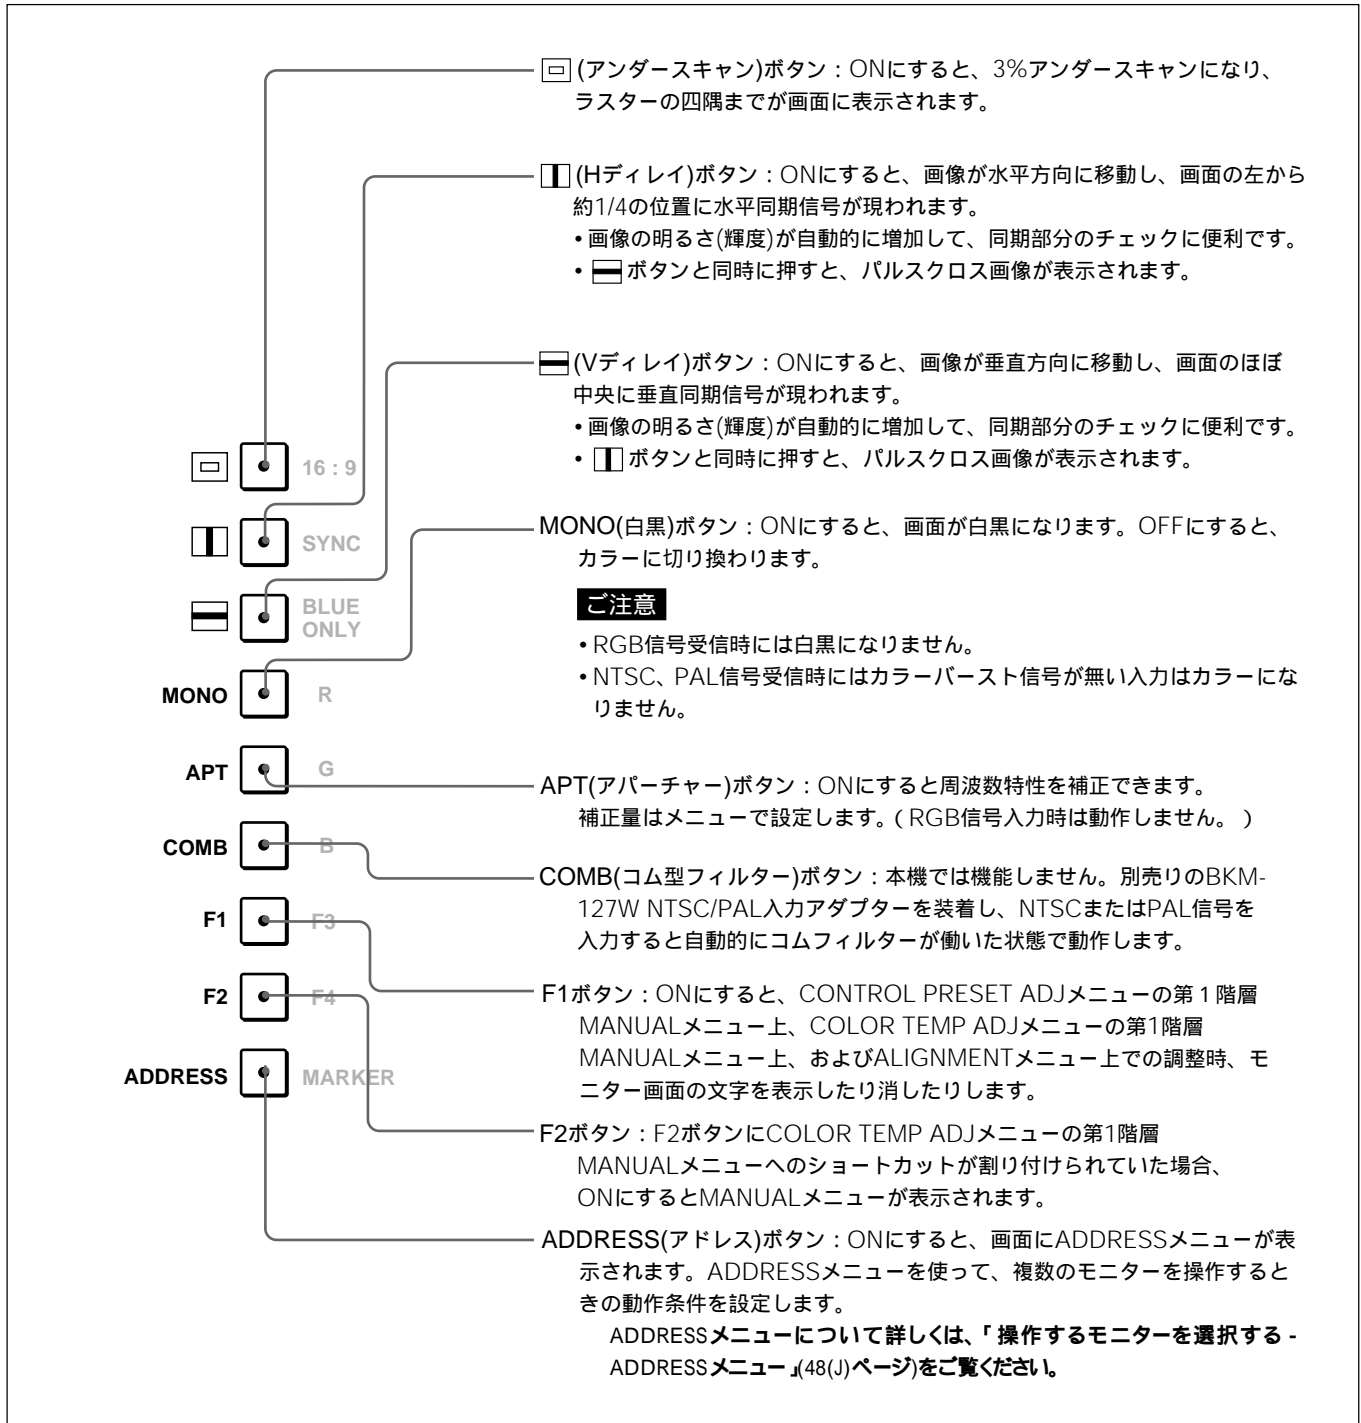 (アンダースキャン)ボタン：ONにすると、3%アンダースキャンになり、
ラスターの四隅までが画面に表示されます。
(Hディレイ)ボタン：ONにすると、画像が水平方向に移動し、画面の左から
約1/4の位置に水平同期信号が現われます。
•画像の明るさ(輝度)が自動的に増加して、同期部分のチェックに便利です。
• ボタンと同時に押すと、パルスクロス画像が表示されます。
(Vディレイ)ボタン：ONにすると、画像が垂直方向に移動し、画面のほぼ
中央に垂直同期信号が現われます。
•画像の明るさ(輝度)が自動的に増加して、同期部分のチェックに便利です。
• ボタンと同時に押すと、パルスクロス画像が表示されます。
16 : 9
SYNC
BLUE
ONLY
MONO
R
APT
G
COMB
B
F1
F3
F2
F4
ADDRESS
MARKER
MONO(白黒)ボタン：ONにすると、画面が白黒になります。OFFにすると、
カラーに切り換わります。
ご注意
•RGB信号受信時には白黒になりません。
•NTSC、PAL信号受信時にはカラーバースト信号が無い入力はカラーにな
りません。
APT(アパーチャー)ボタン：ONにすると周波数特性を補正できます。
補正量はメニューで設定します。( RGB信号入力時は動作しません。 )
COMB(コム型フィルター)ボタン：本機では機能しません。別売りのBKM-
127W NTSC/PAL入力アダプターを装着し、NTSCまたはPAL信号を
入力すると自動的にコムフィルターが働いた状態で動作します。
F1ボタン：ONにすると、CONTROL PRESET ADJメニューの第１階層
MANUALメニュー上、COLOR TEMP ADJメニューの第1階層
MANUALメニュー上、およびALIGNMENTメニュー上での調整時、モ
ニター画面の文字を表示したり消したりします。
F2ボタン：F2ボタンにCOLOR TEMP ADJメニューの第1階層
MANUALメニューへのショートカットが割り付けられていた場合、
ONにするとMANUALメニューが表示されます。
ADDRESS(アドレス)ボタン：ONにすると、画面にADDRESSメニューが表
示されます。ADDRESSメニューを使って、複数のモニターを操作すると
きの動作条件を設定します。
ADDRESSメニューについて詳しくは、「操作するモニターを選択する -
ADDRESSメニュー」(48(J)ページ)をご覧ください。